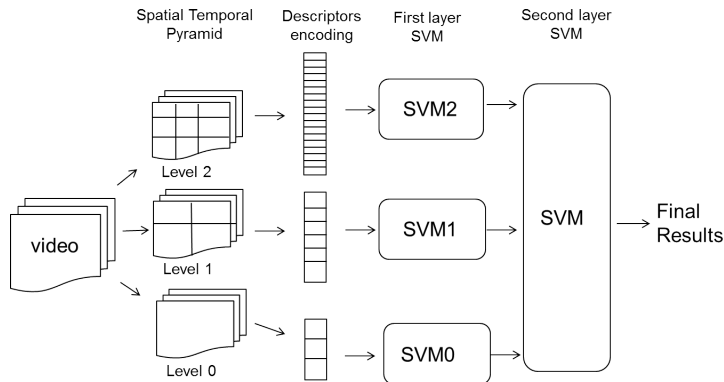 Spatial Temporal
Pyramid
Descriptors
encoding
First layer
SVM
Second layer
SVM
Level 2
SVM2
video
Level 1
SVM1
SVM
Final
Results
Level 0
SVM0